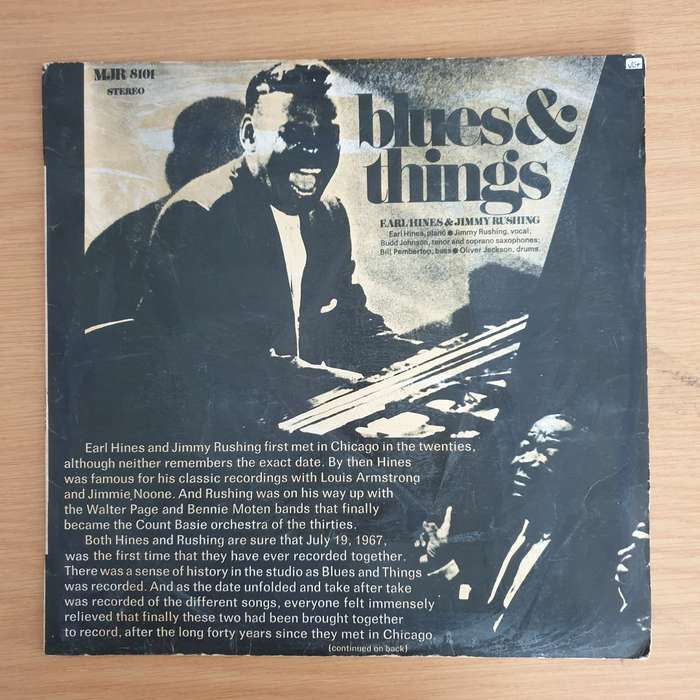 MJR 8101
STEREO
VG+
blues &
things
EARL HINES & JIMMY RUSHING
Earl Hines, piano ● Jimmy Rushing, vocal;
Budd Johnson, tenor and soprano saxophones;
Bill Pemberton, bass ● Oliver Jackson, drums.
Earl Hines and Jimmy Rushing first met in Chicago in the twenties,
although neither remembers the exact date. By then Hines
was famous for his classic recordings with Louis Armstrong
and Jimmie Noone. And Rushing was on his way up with
the Walter Page and Bennie Moten bands that finally
became the Count Basie orchestra of the thirties.
Both Hines and Rushing are sure that July 19, 1967,
was the first time that they have ever recorded together.
There was a sense of history in the studio as Blues and Things
was recorded. And as the date unfolded and take after take
was recorded of the different songs, everyone felt immensely
relieved that finally these two had been brought together
to record, after the long forty years since they met in Chicago
(continued on back)